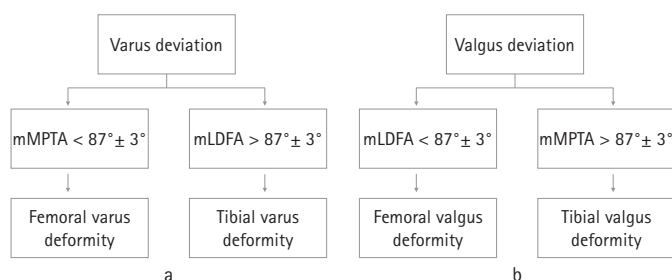 Varus deviation
mMPTA < 87°± 3°
mLDFA > 87°± 3°
Femoral varus
deformity
Tibial varus
deformity
a
Valgus deviation
mLDFA < 87°± 3°
mMPTA > 87°± 3°
Femoral valgus
deformity
Tibial valgus
deformity
b